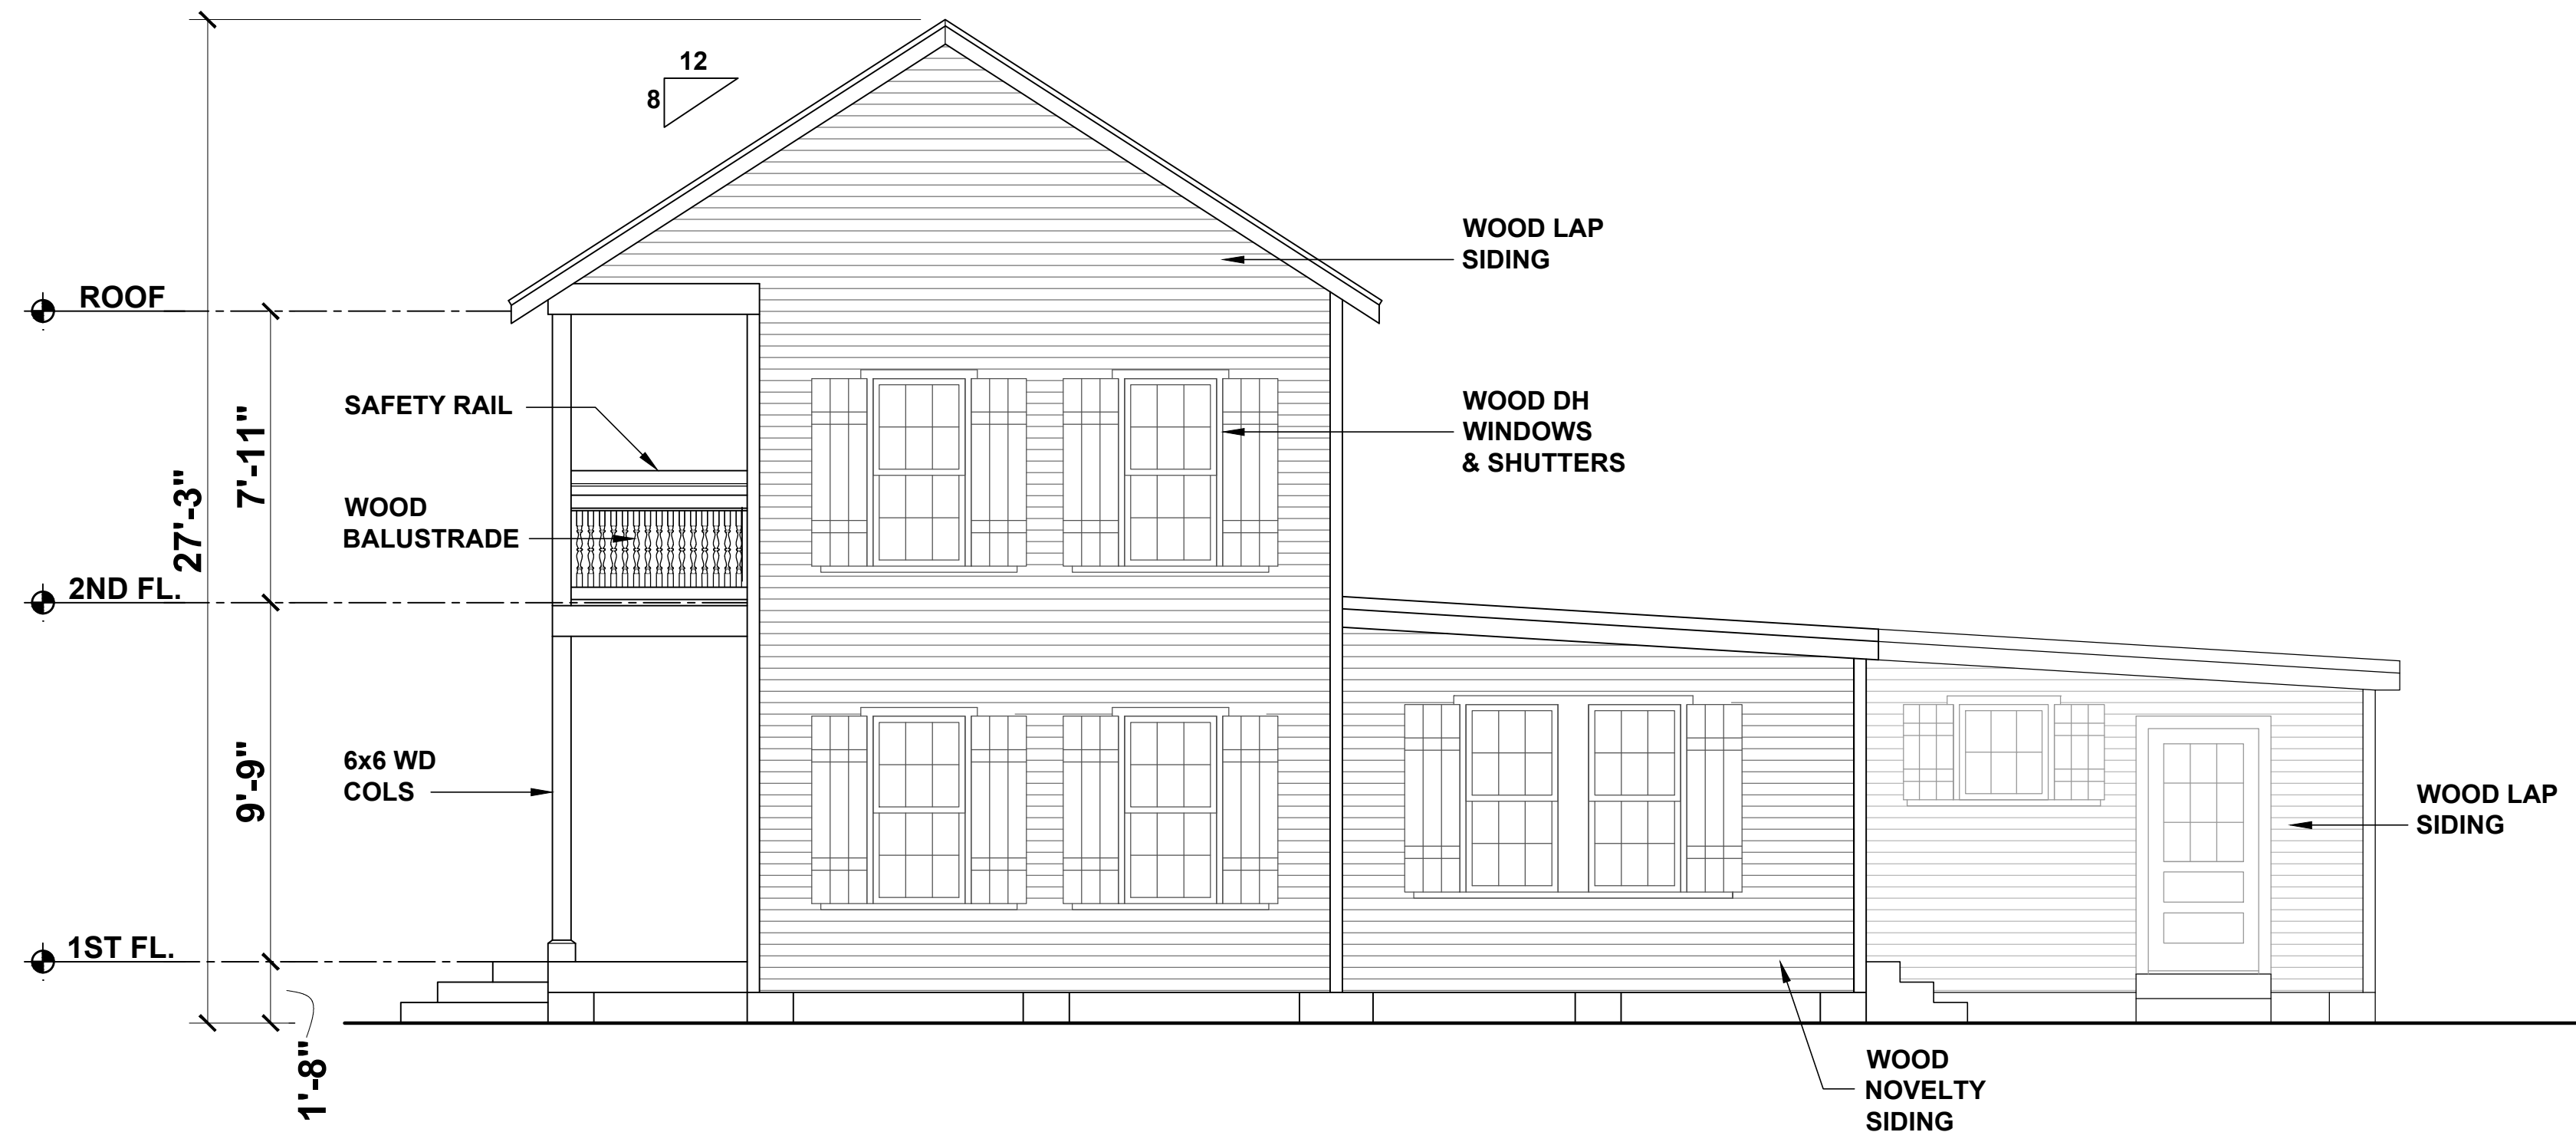 12
8
WOOD LAP
SIDING
ROOF
SAFETY RAIL
WOOD DH
WINDOWS
& SHUTTERS
7'-11"
27'-3"
WOOD
BALUSTRADE
2ND FL.
9'-9"
6x6 WD
COLS
WOOD LAP
SIDING
1ST FL.
1'-8"
WOOD
NOVELTY
SIDING